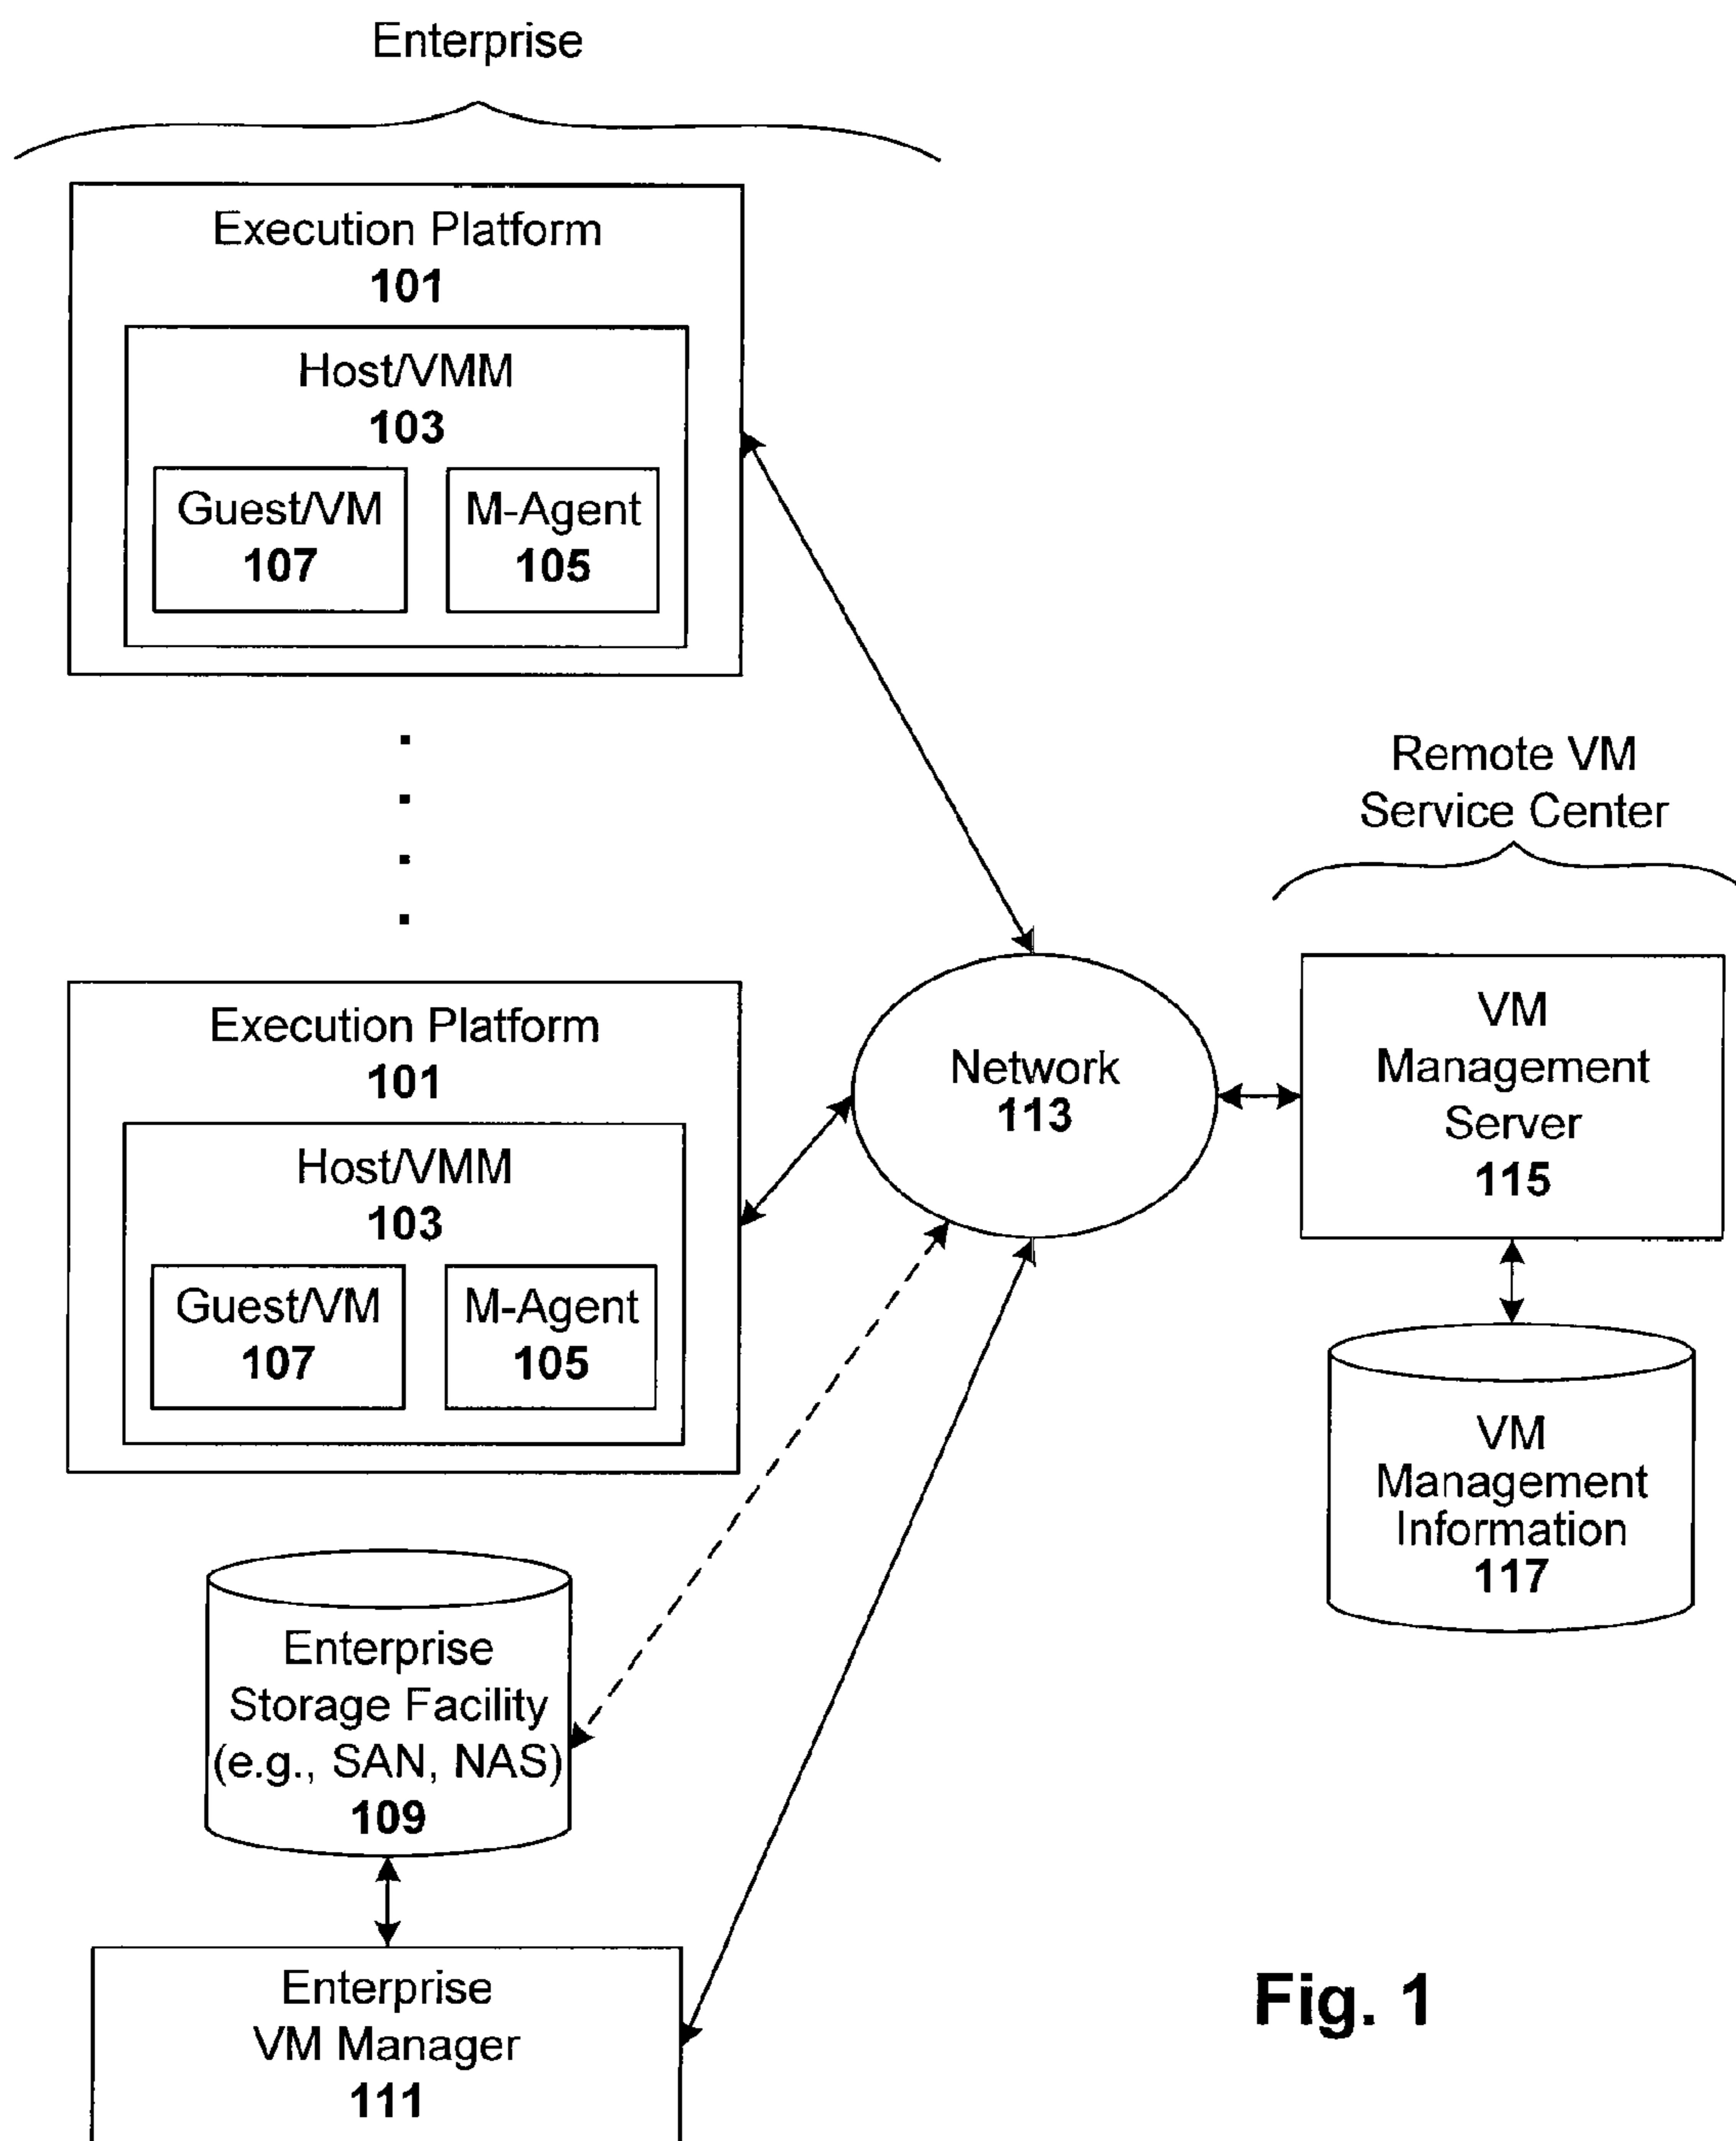 Enterprise
Execution Platform
101
Host/VMM
103
Guest/VM
107
M-Agent
105
Remote VM
Service Center
Execution Platform
101
Host/VMM
103
Guest/VM
107
M-Agent
105
Network
113
VM
Management
Server
115
VM
Management
Information
117
Enterprise
Storage Facility
(e.g., SAN, NAS)
109
Enterprise
VM Manager
111
Fig. 1